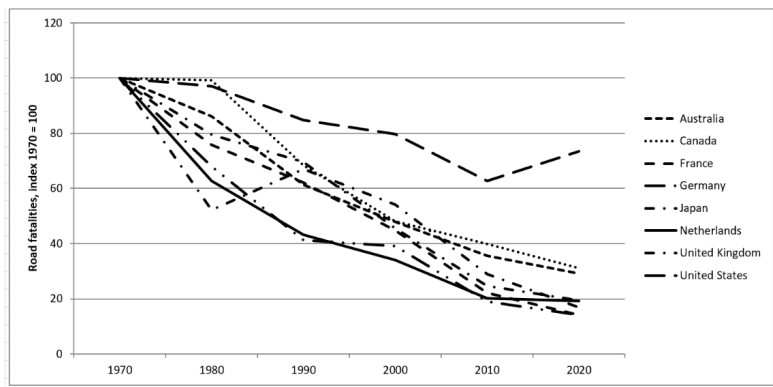 120
100
80
60
40
20
0
Road fatalities, index 1970 = 100
1970 1980 1990 2000 2010 2020
Australia
Canada
France
Germany
Japan
Netherlands
United Kingdom
United States